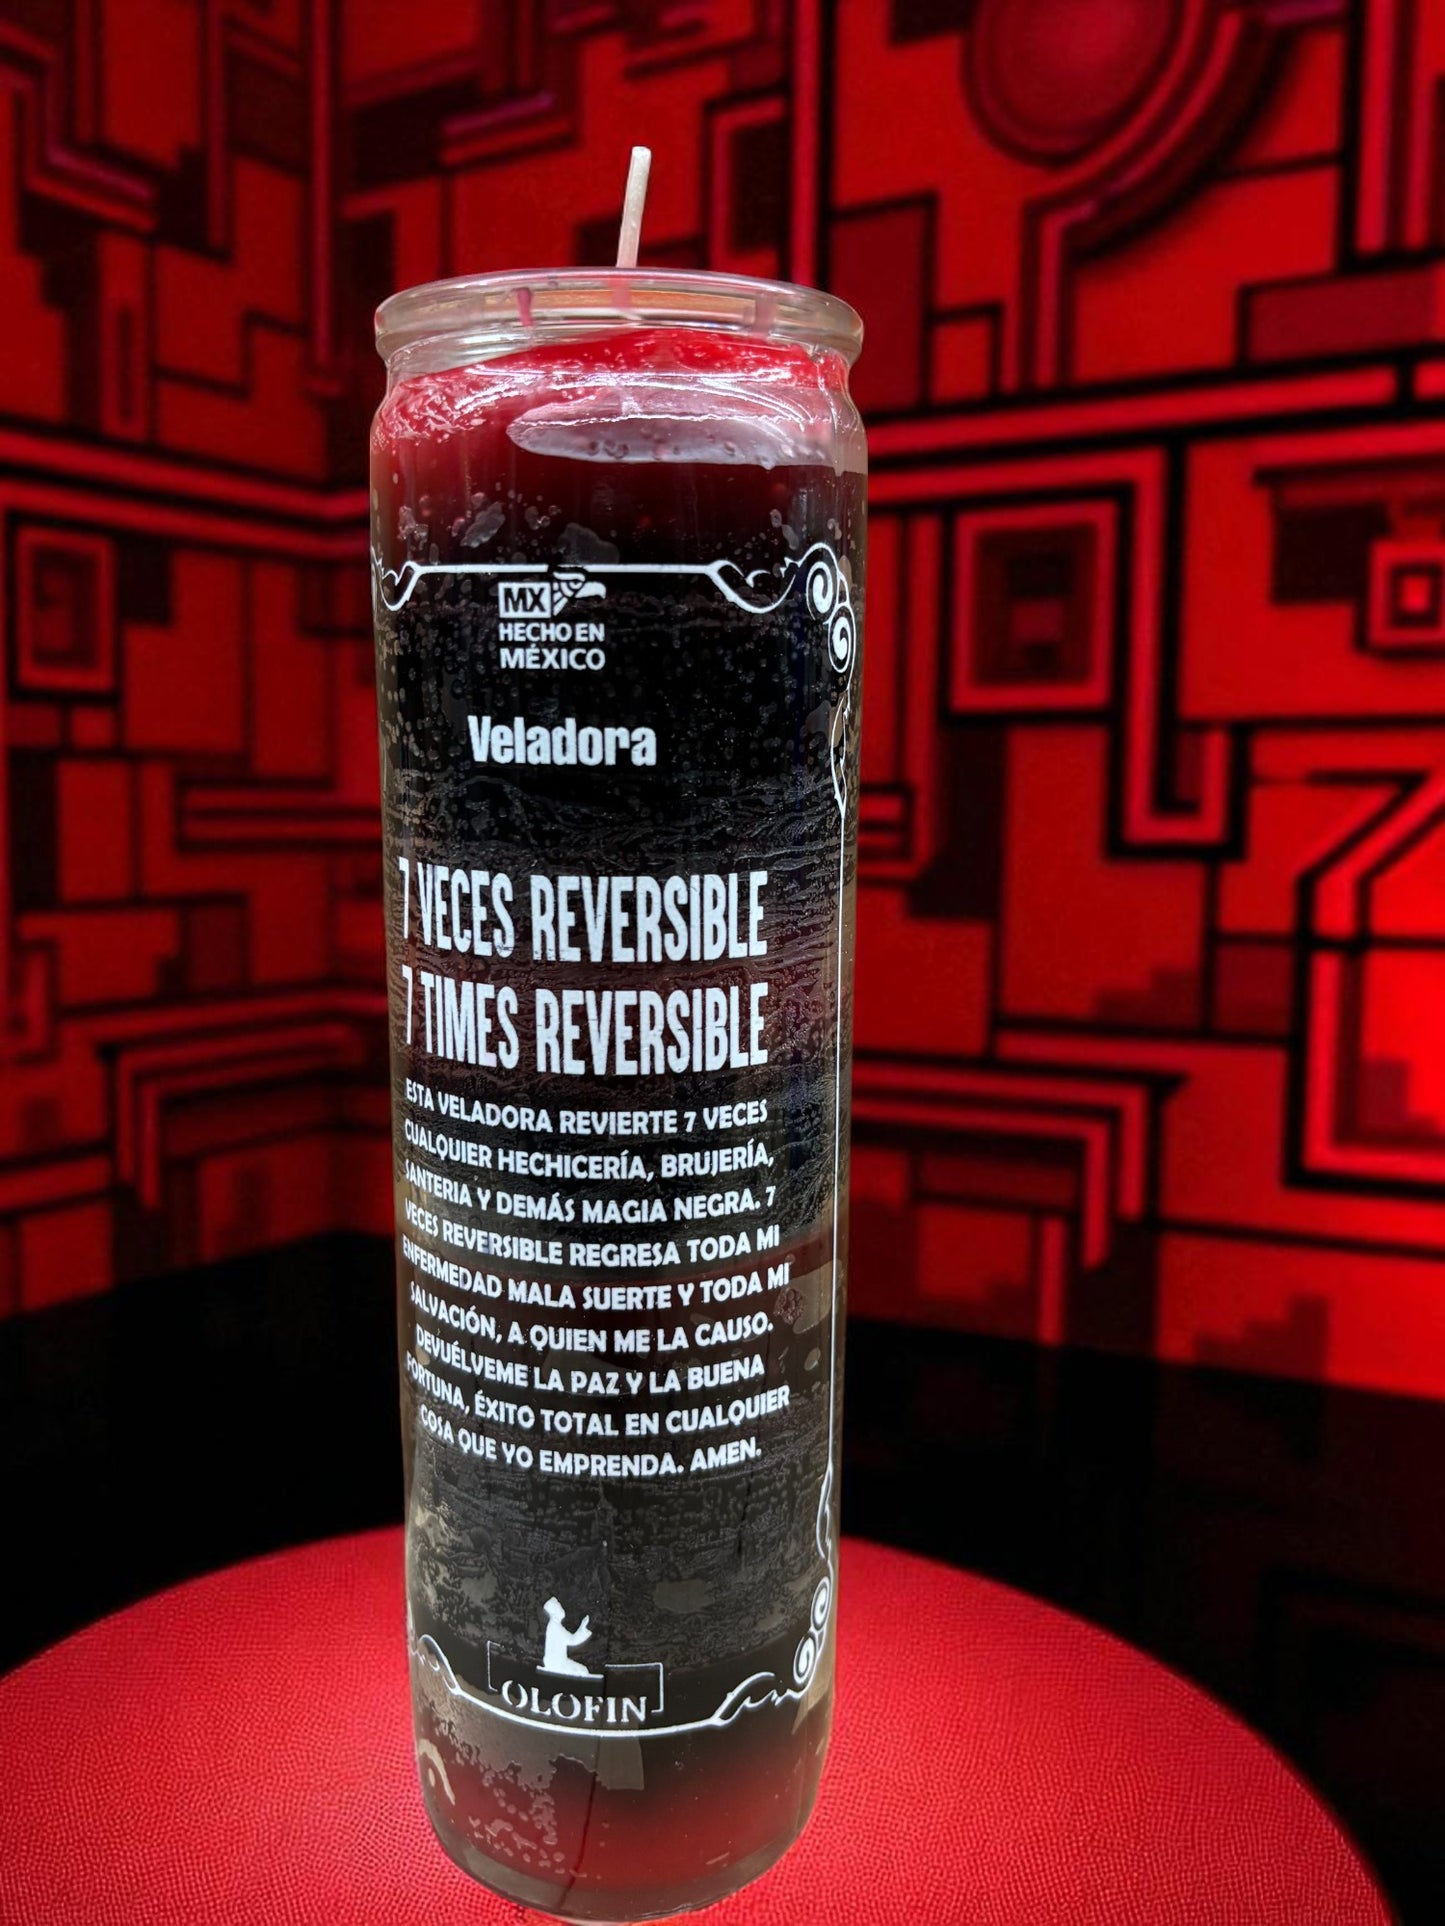 MX
HECHO EN
MÉXICO
Veladora
7 VECES REVERSIBLE
7 TIMES REVERSIBLE
ESTA VELADORA REVIERTE 7 VECES
CUALQUIER HECHICERÍA, BRUJERÍA,
SANTERIA Y DEMÁS MAGIA NEGRA. 7
VECES REVERSIBLE REGRESA TODA MI
ENFERMEDAD MALA SUERTE Y TODA MI
SALVACIÓN, A QUIEN ME LA CAUSO.
DEVUÉLVEME LA PAZ Y LA BUENA
FORTUNA, ÉXITO TOTAL EN CUALQUIER
COSA QUE YO EMPRENDA. AMEN.
OLOFIN